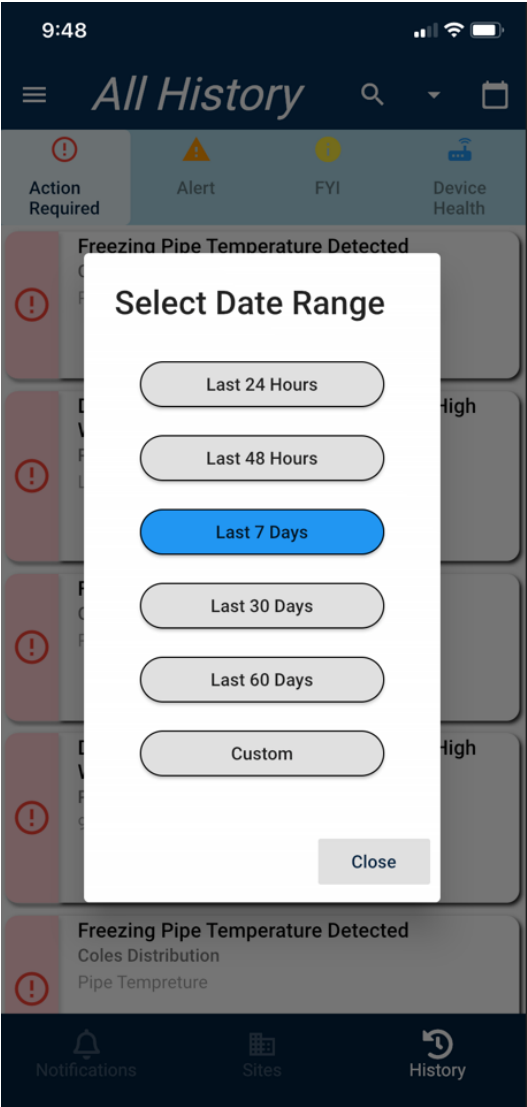 9:48
All History
Action
Required
Alert
FYI
Device
Health
Freezing Pipe Temperature Detected
Select Date Range
Last 24 Hours
High
Last 48 Hours
Last 7 Days
Last 30 Days
Last 60 Days
High
Custom
Close
Freezing Pipe Temperature Detected
Coles Distribution
Pipe Tempreture
Notifications
Sites
History